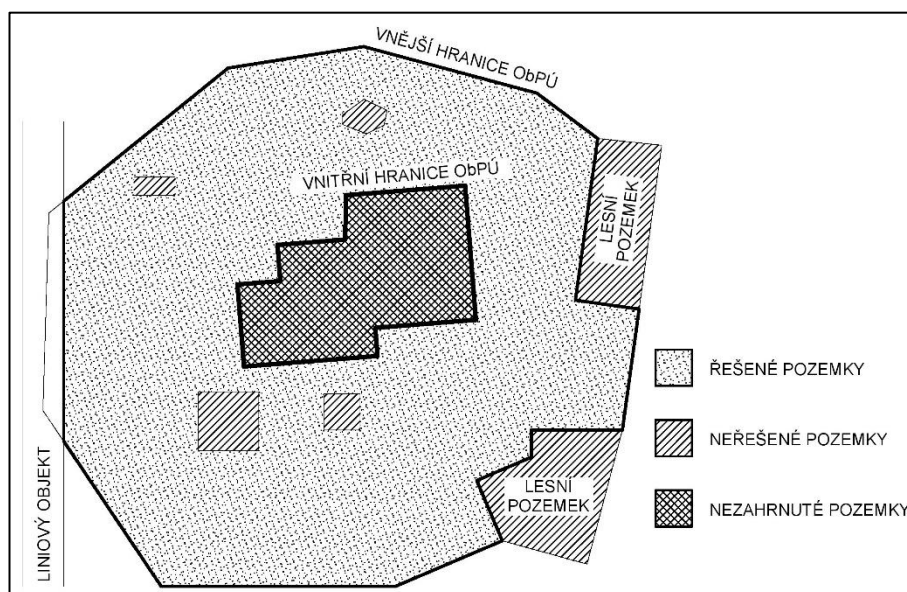 VNĚJŠÍ HRANICE ObPÚ
VNITŘNÍ HRANICE ObPÚ
LESNÍ
POZEMEK
LINIOVÝ OBJEKT
LESNÍ
POZEMEK
ŘEŠENÉ POZEMKY
NEŘEŠENÉ POZEMKY
NEZAHRNUTÉ POZEMKY